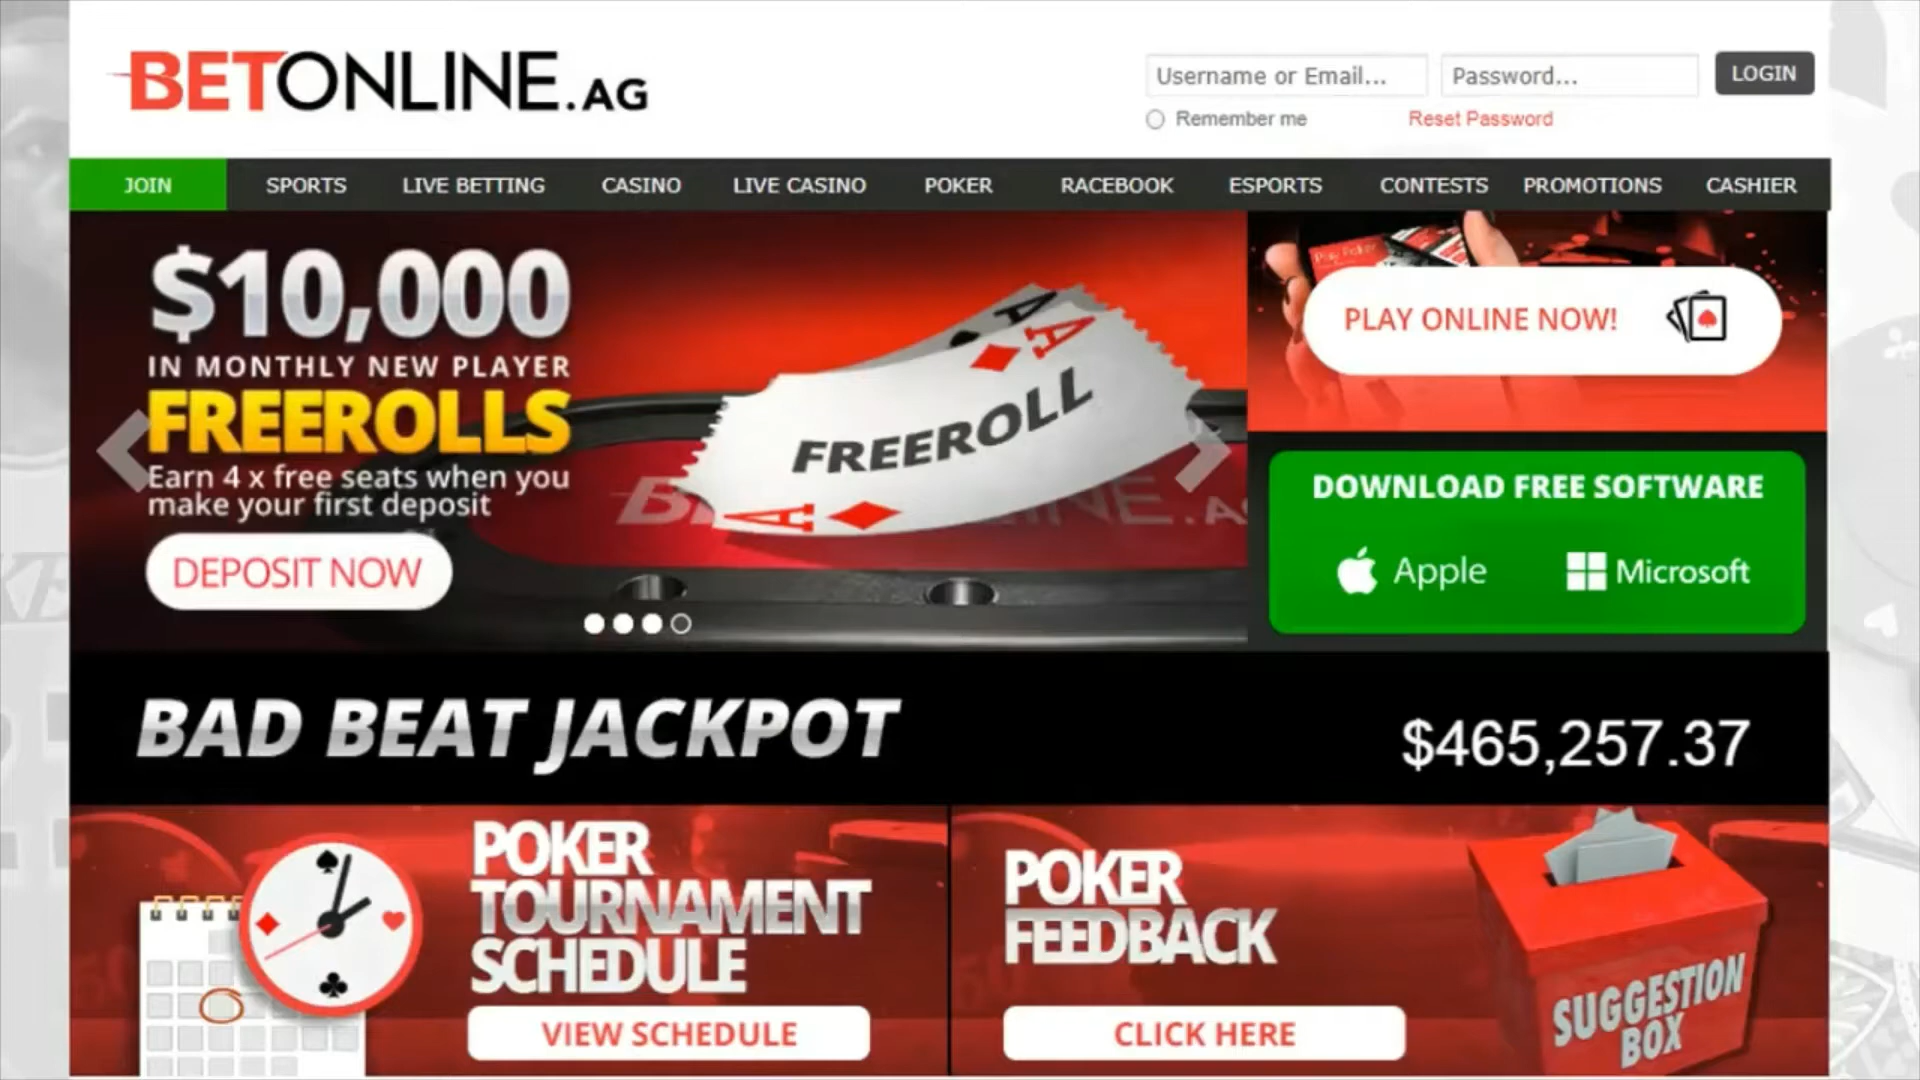 BETONLINE.AG
Username or Email... Password... LOGIN
Remember me Reset Password
JOIN SPORTS LIVE BETTING CASINO LIVE CASINO POKER RACEBOOK ESPORTS CONTESTS PROMOTIONS CASHIER
$10,000
IN MONTHLY NEW PLAYER
FREEROLLS
Earn 4 x free seats when you
make your first deposit
DEPOSIT NOW
A
A
FREEROLL
A
PLAY ONLINE NOW!
DOWNLOAD FREE SOFTWARE
Apple Microsoft
BAD BEAT JACKPOT
$465,257.37
POKER
TOURNAMENT
SCHEDULE
VIEW SCHEDULE
POKER
FEEDBACK
CLICK HERE
SUGGESTION
BOX